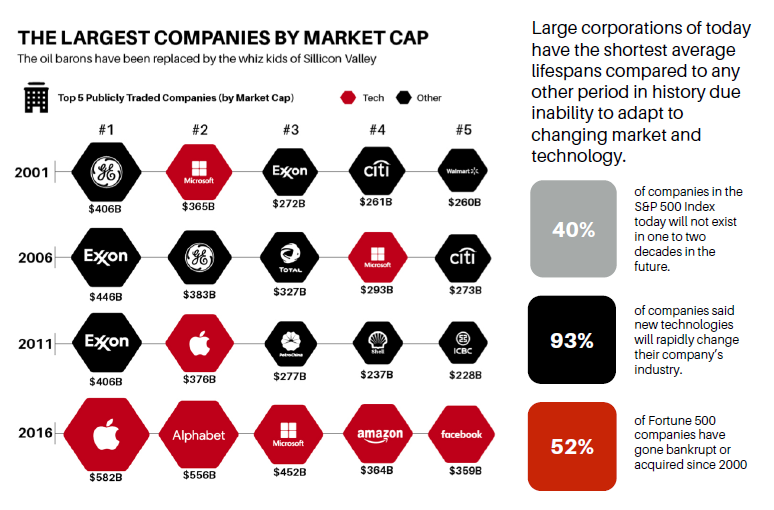 THE LARGEST COMPANIES BY MARKET CAP
The oil barons have been replaced by the whiz kids of Sillicon Valley
Top 5 Publicly Traded Companies (by Market Cap)
Tech
Other
#1 #2 #3 #4 #5
2001
GE
Microsoft
Exxon
citi
Walmart
$406B $365B $272B $261B $260B
2006
Exxon
GE
TOTAL
Microsoft
citi
$446B $383B $327B $293B $273B
2011
Exxon
PetroChina
Shell
ICBC
$406B $376B $277B $237B $228B
2016
Alphabet
Microsoft
amazon
facebook
$582B $556B $452B $364B $359B
Large corporations of today
have the shortest average
lifespans compared to any
other period in history due
inability to adapt to
changing market and
technology.
40%
of companies in the
S&P 500 Index
today will not exist
in one to two
decades in the
future.
93%
of companies said
new technologies
will rapidly change
their company's
industry.
52%
of Fortune 500
companies have
gone bankrupt or
acquired since 2000